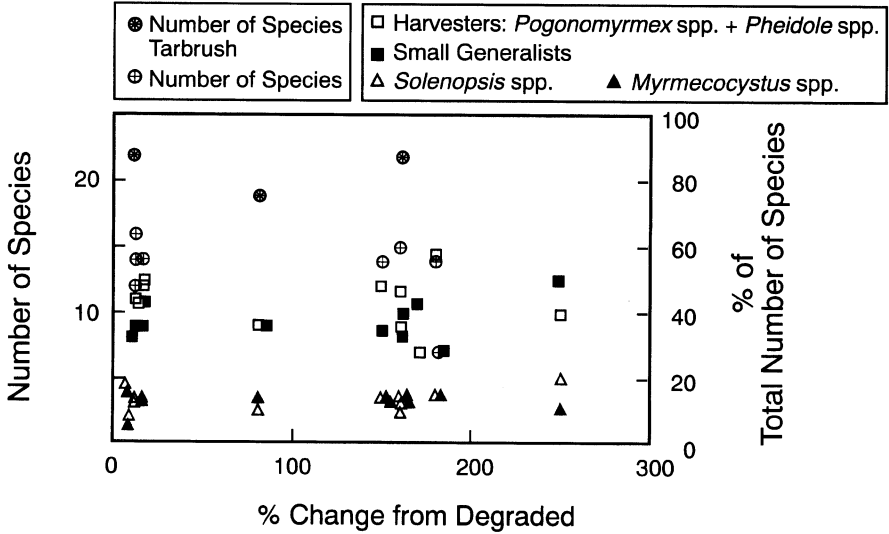 Number of Species
Tarbrush
Number of Species
Harvesters: Pogonomyrmex spp. + Pheidole spp.
Small Generalists
Solenopsis spp.
Myrmecocystus spp.
Number of Species
20
10
100
80
60
40
20
0
% of
Total Number of Species
0
100
200
300
% Change from Degraded